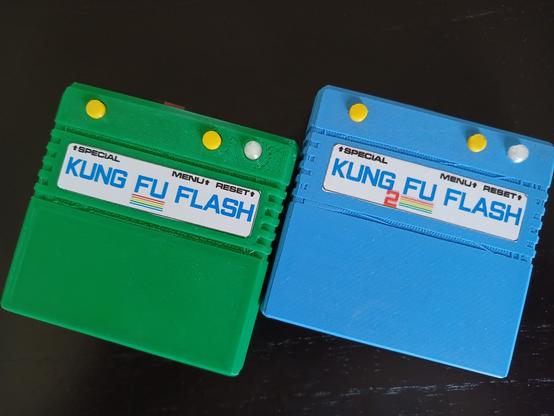 ↑SPECIAL
MENU↑ RESET↑
KUNG FU FLASH
↑SPECIAL
MENU↑ RESET↑
KUNG FU FLASH
2